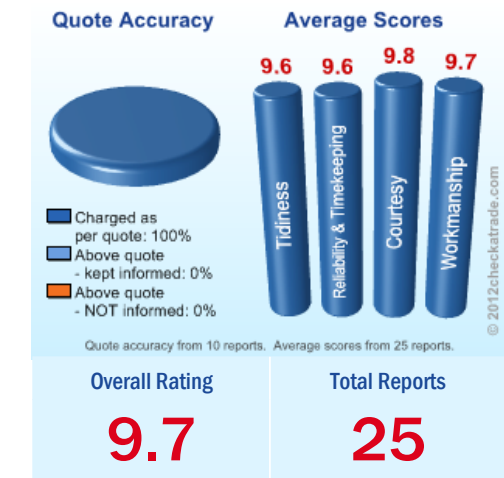 Quote Accuracy
Average Scores
9.6
9.6
9.8
9.7
Tidiness
Reliability & Timekeeping
Courtesy
Workmanship
Charged as
per quote: 100%
Above quote
- kept informed: 0%
Above quote
- NOT informed: 0%
© 2012checkatrade.com
Quote accuracy from 10 reports. Average scores from 25 reports.
Overall Rating
Total Reports
9.7
25